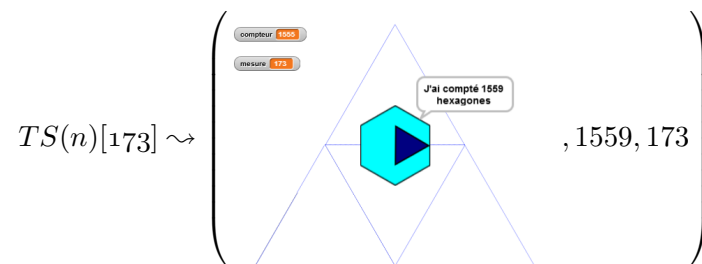 compteur 1555
mesure 173
J'ai compté 1559
hexagones
TS(n)[173] ⇝ ( , 1559, 173 )